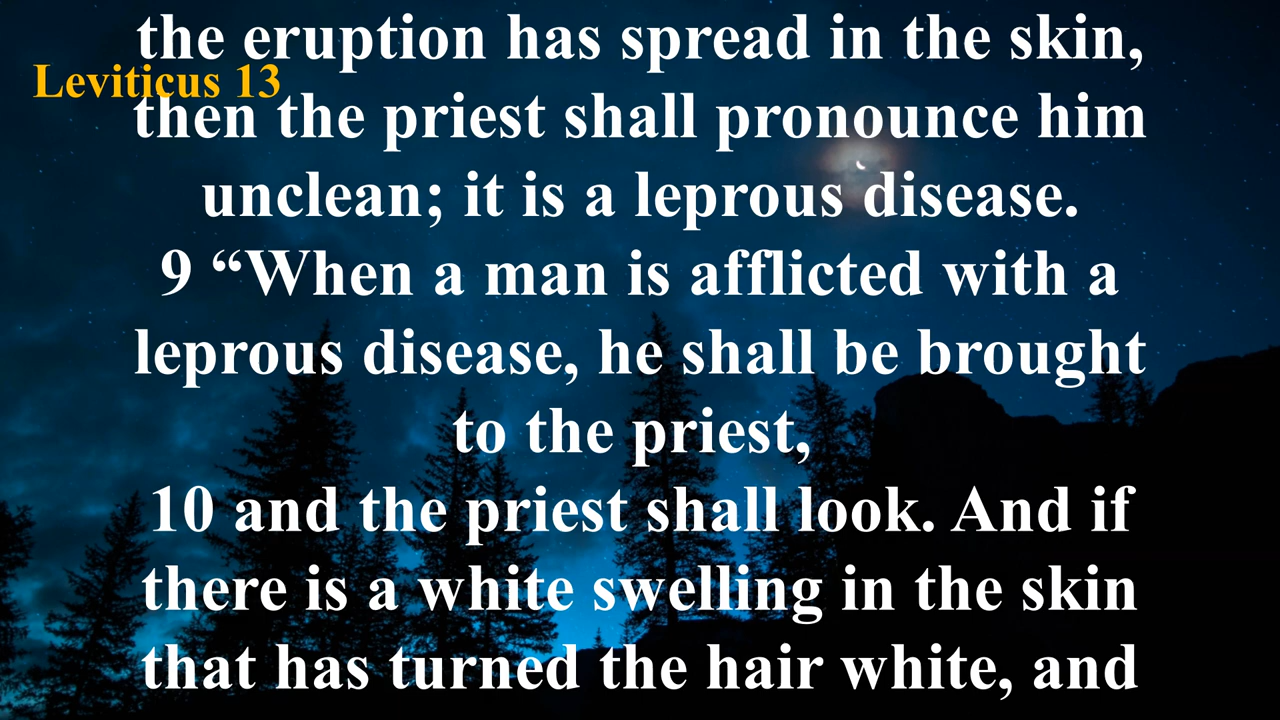 the eruption has spread in the skin,
Leviticus 13
then the priest shall pronounce him
unclean; it is a leprous disease.
9 “When a man is afflicted with a
leprous disease, he shall be brought
to the priest,
10 and the priest shall look. And if
there is a white swelling in the skin
that has turned the hair white, and